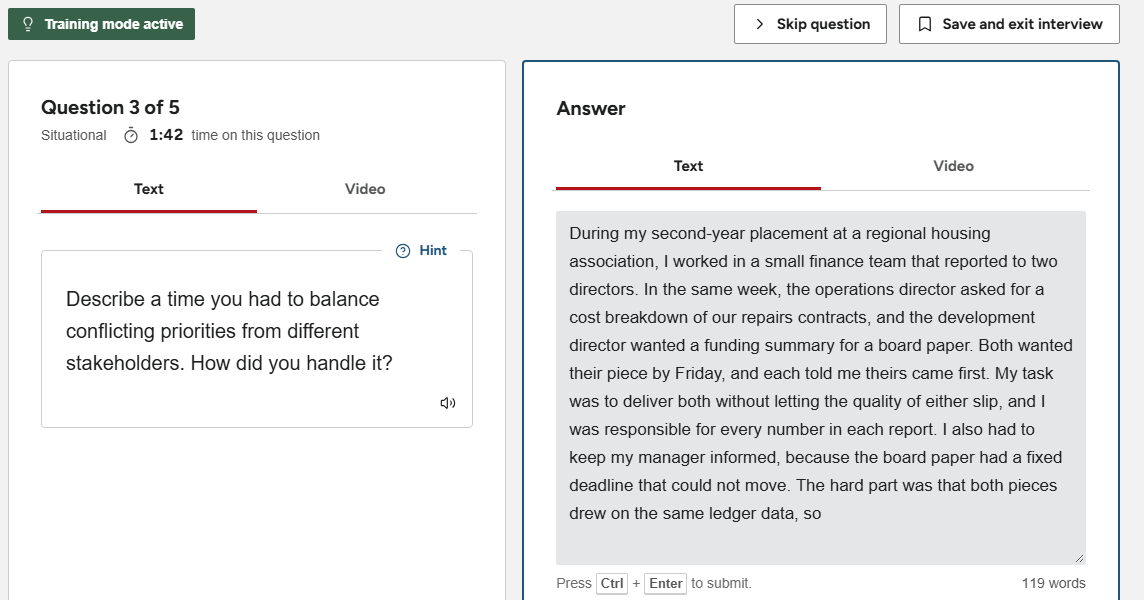 Training mode active
Skip question
Save and exit interview
Question 3 of 5
Situational 1:42 time on this question
Text Video
Hint
Describe a time you had to balance
conflicting priorities from different
stakeholders. How did you handle it?
Answer
Text Video
During my second-year placement at a regional housing
association, I worked in a small finance team that reported to two
directors. In the same week, the operations director asked for a
cost breakdown of our repairs contracts, and the development
director wanted a funding summary for a board paper. Both wanted
their piece by Friday, and each told me theirs came first. My task
was to deliver both without letting the quality of either slip, and I
was responsible for every number in each report. I also had to
keep my manager informed, because the board paper had a fixed
deadline that could not move. The hard part was that both pieces
drew on the same ledger data, so
Press Ctrl + Enter to submit. 119 words